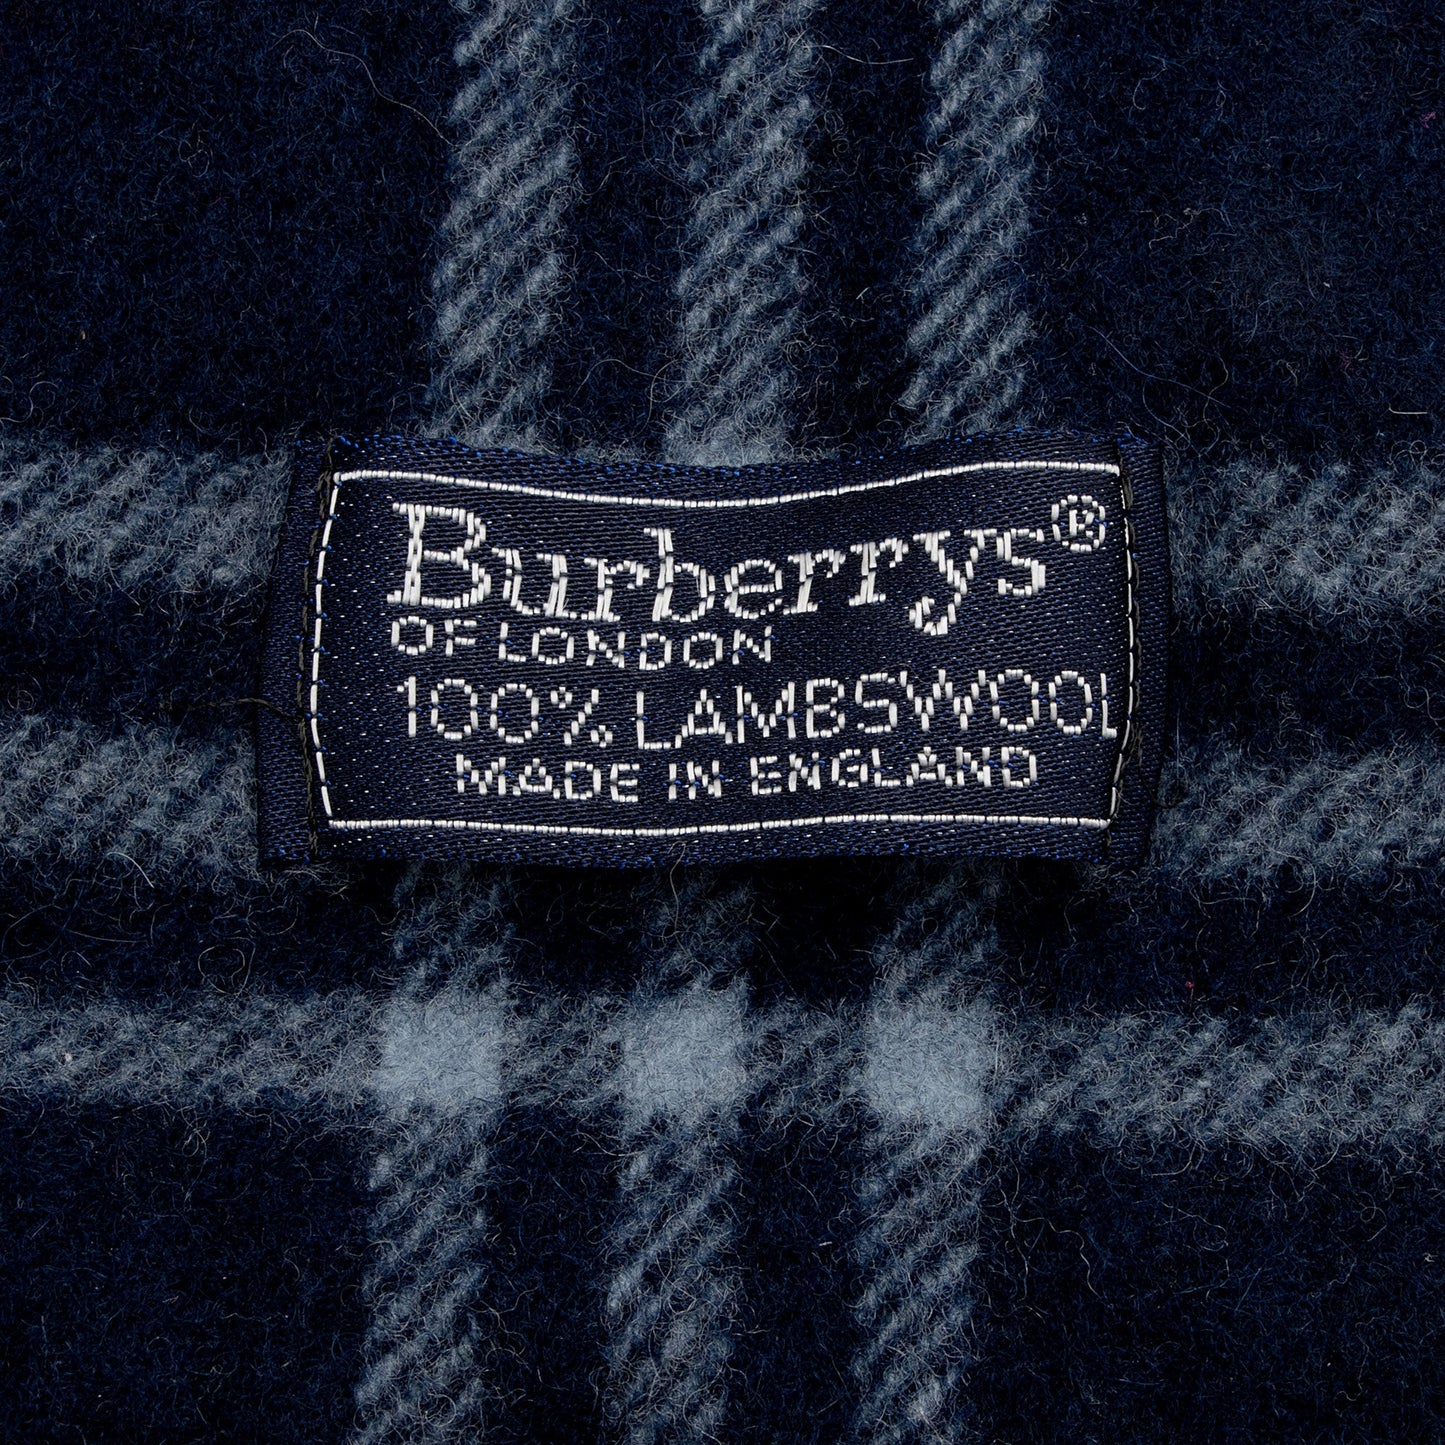 Burberrys®
OF LONDON
100% LAMBSWOOL
MADE IN ENGLAND